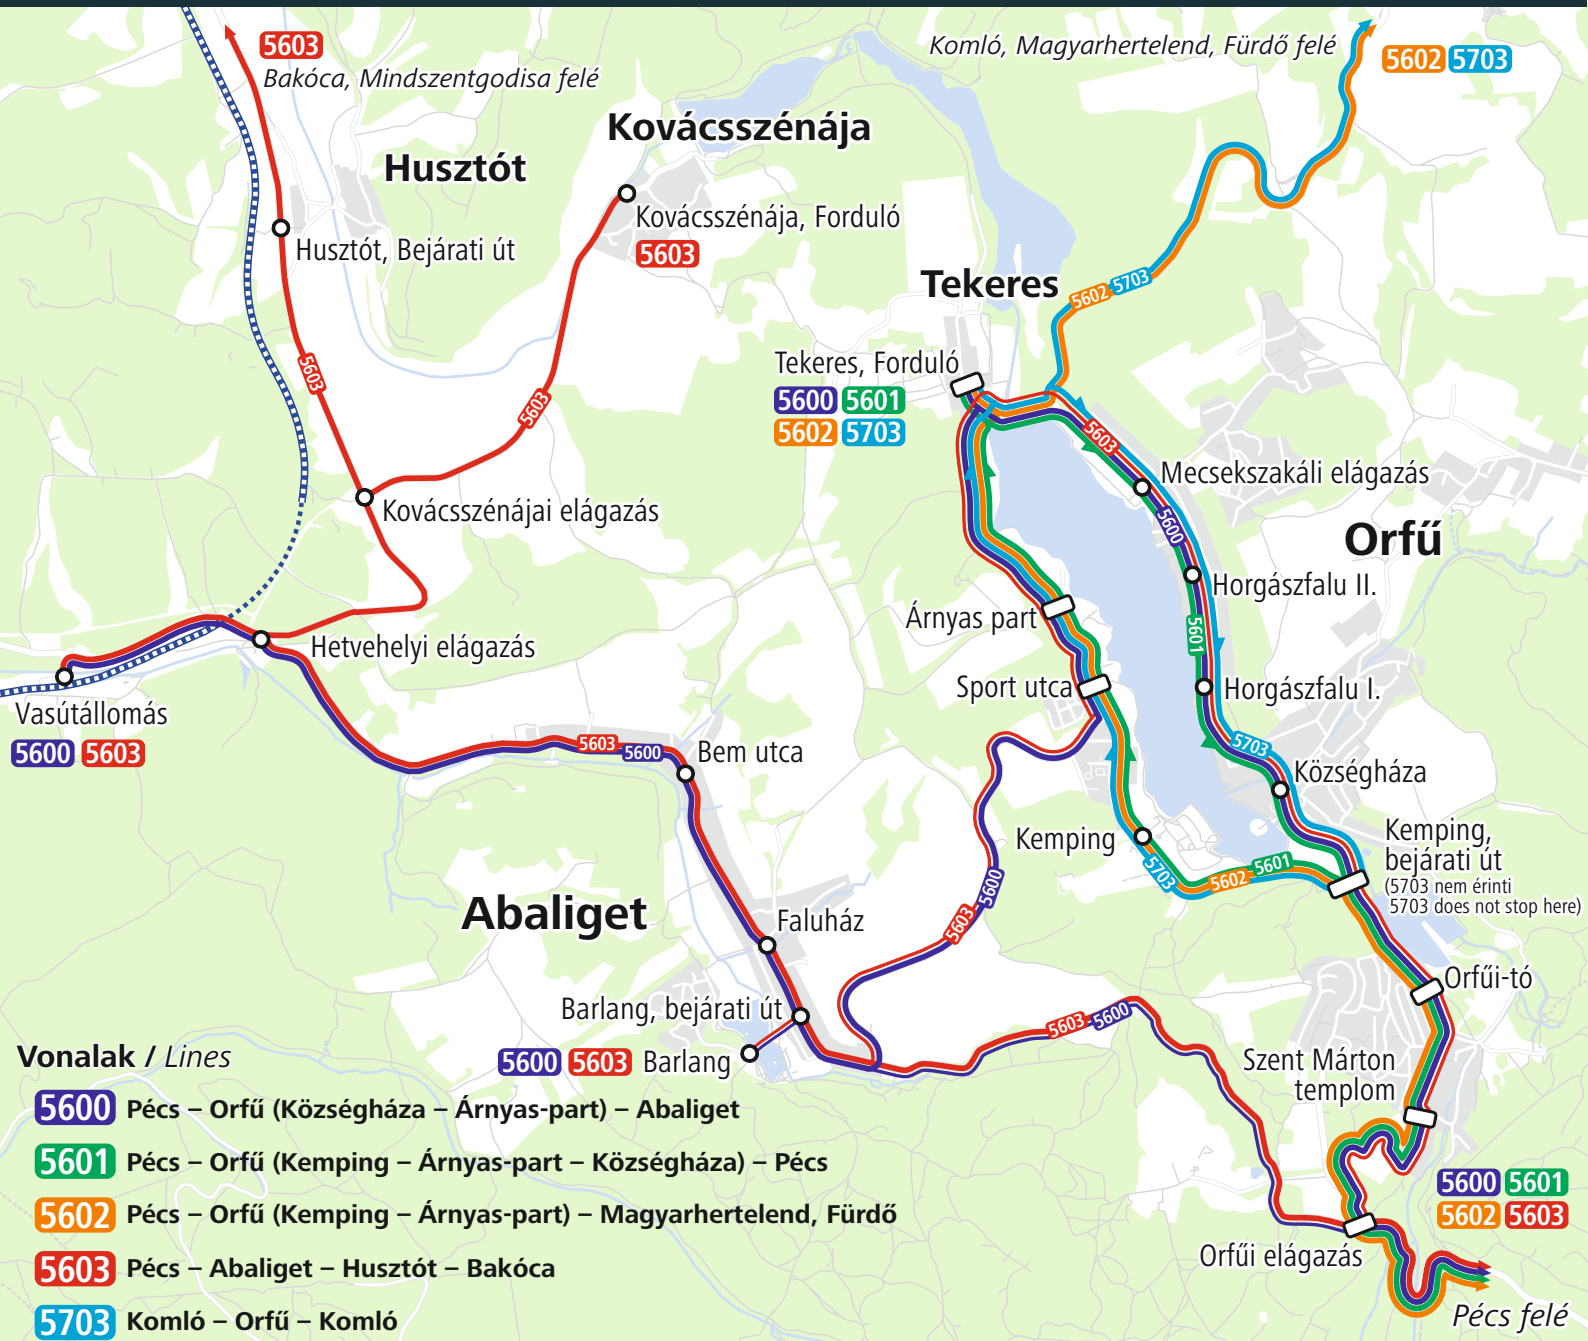 5603
Bakóca, Mindszentgodisa felé
Komló, Magyarhertelend, Fürdő felé
5602 5703
Kovácsszénája
Husztót
Kovácsszénája, Forduló
5603
Husztót, Bejárati út
Tekeres
5602 5703
Tekeres, Forduló
5600 5601
5602 5703
5603
5603
5603
Mecsekszakáli elágazás
Kovácsszénájai elágazás
5600
Orfű
Horgászfalu II.
Árnyas part
5601
Hetvehelyi elágazás
Sport utca
Horgászfalu I.
Vasútállomás
5600 5603
5603 5600
Bem utca
5703
Községháza
Kemping
Kemping,
bejárati út
(5703 nem érinti
5703 does not stop here)
5703
5602 5601
5603-5600
Abaliget
Faluház
Orfűi-tó
Barlang, bejárati út
5603-5600
5600 5603 Barlang
Szent Márton
templom
Vonalak / Lines
5600 Pécs – Orfű (Községháza – Árnyas-part) – Abaliget
5601 Pécs – Orfű (Kemping – Árnyas-part – Községháza) – Pécs
5602 Pécs – Orfű (Kemping – Árnyas-part) – Magyarhertelend, Fürdő
5603 Pécs – Abaliget – Husztót – Bakóca
5703 Komló – Orfű – Komló
5600 5601
5602 5603
Orfűi elágazás
Pécs felé